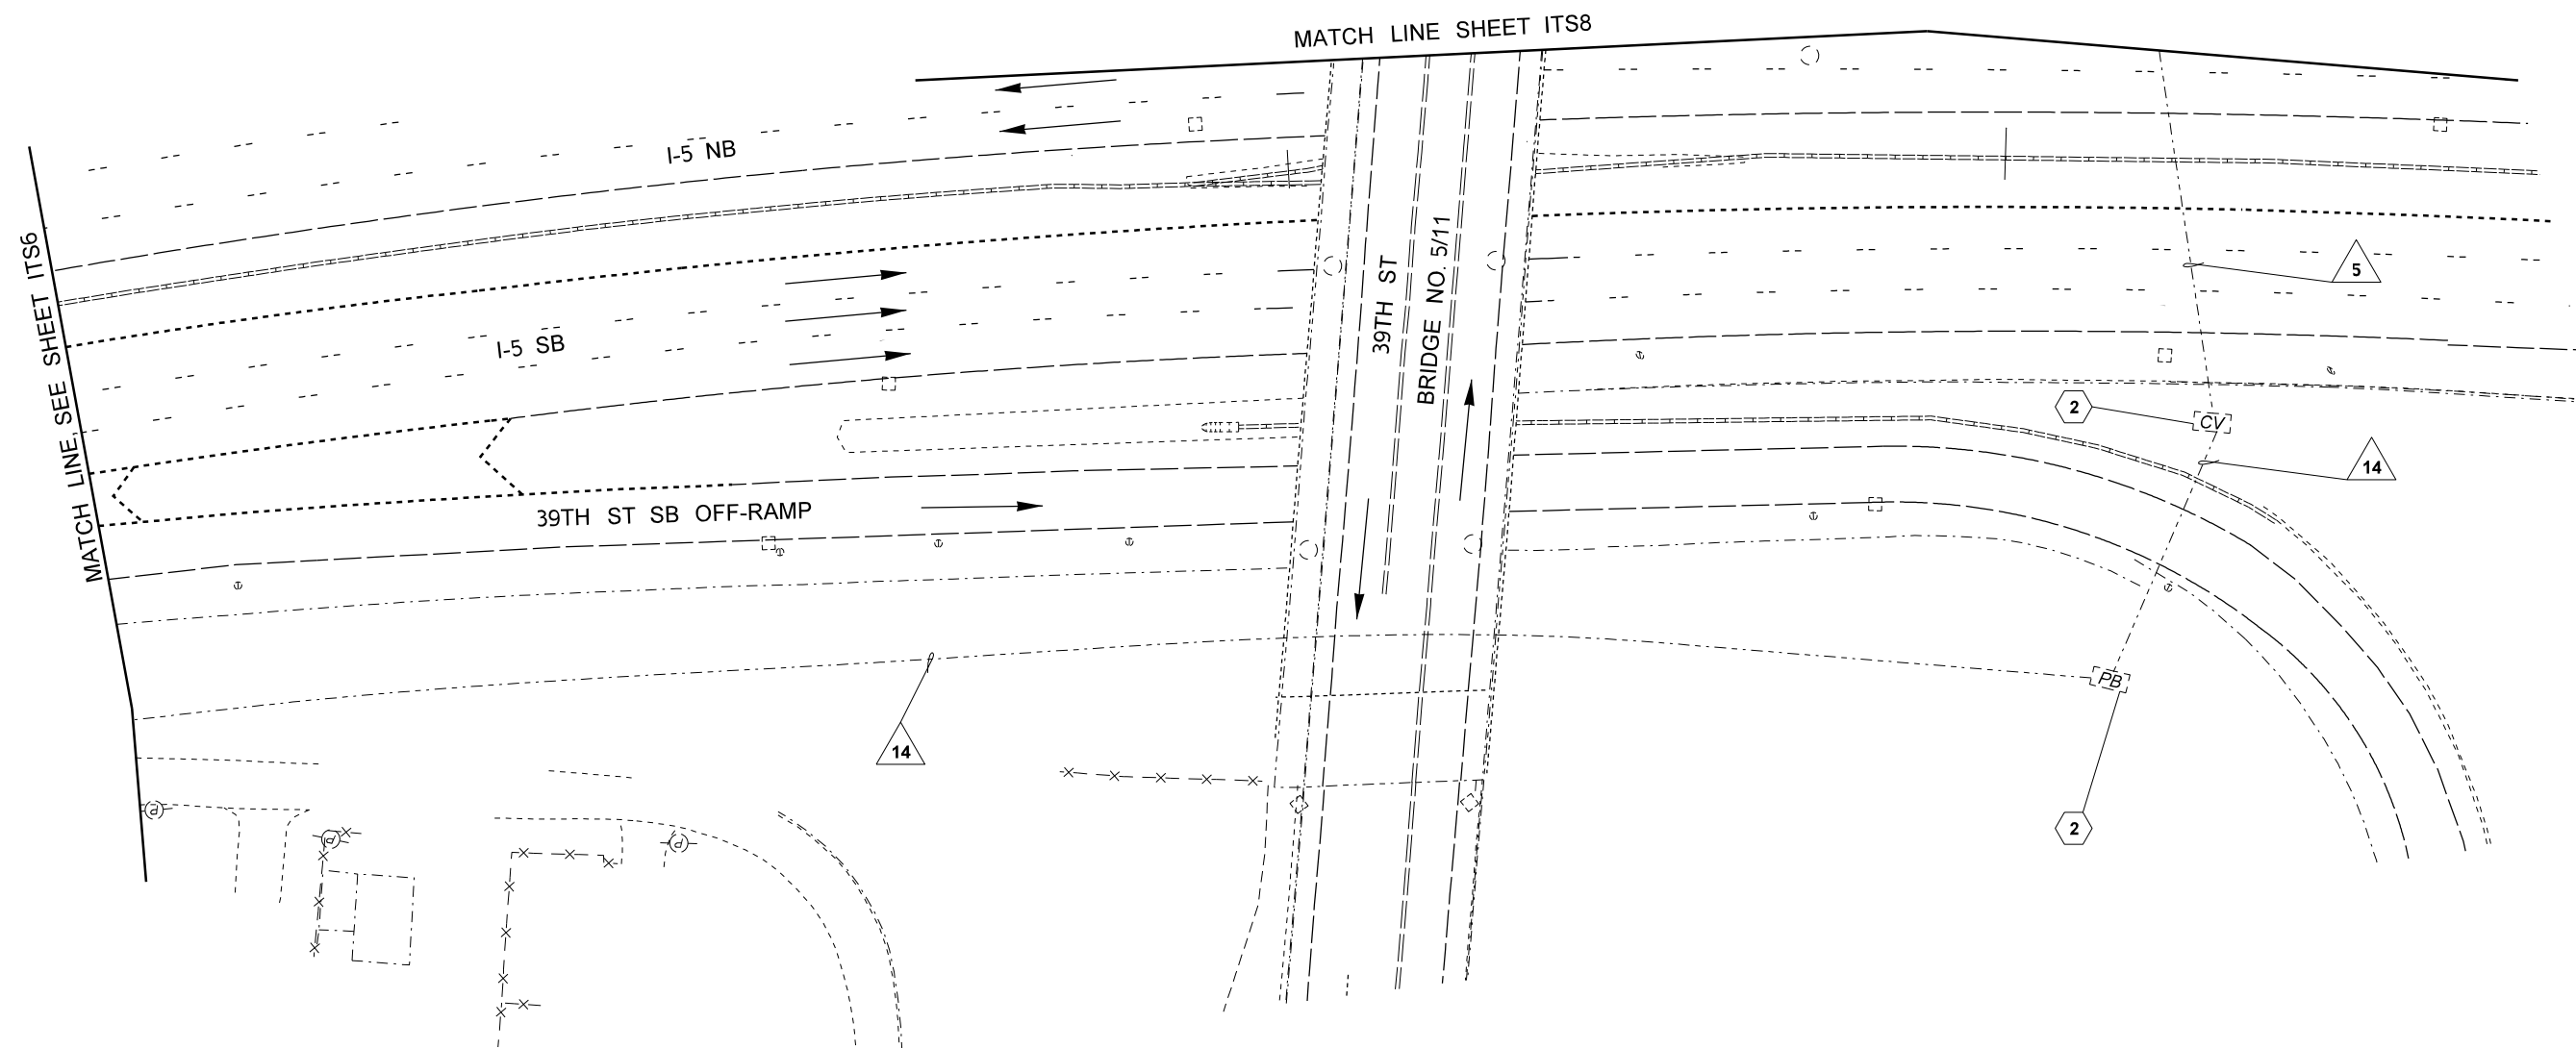 MATCH LINE SHEET ITS8
MATCH LINE SEE SHEET ITS6
I-5 NB
I-5 SB
39TH ST
BRIDGE NO. 5/11
39TH ST SB OFF-RAMP
5
2
CV
14
14
PB
2